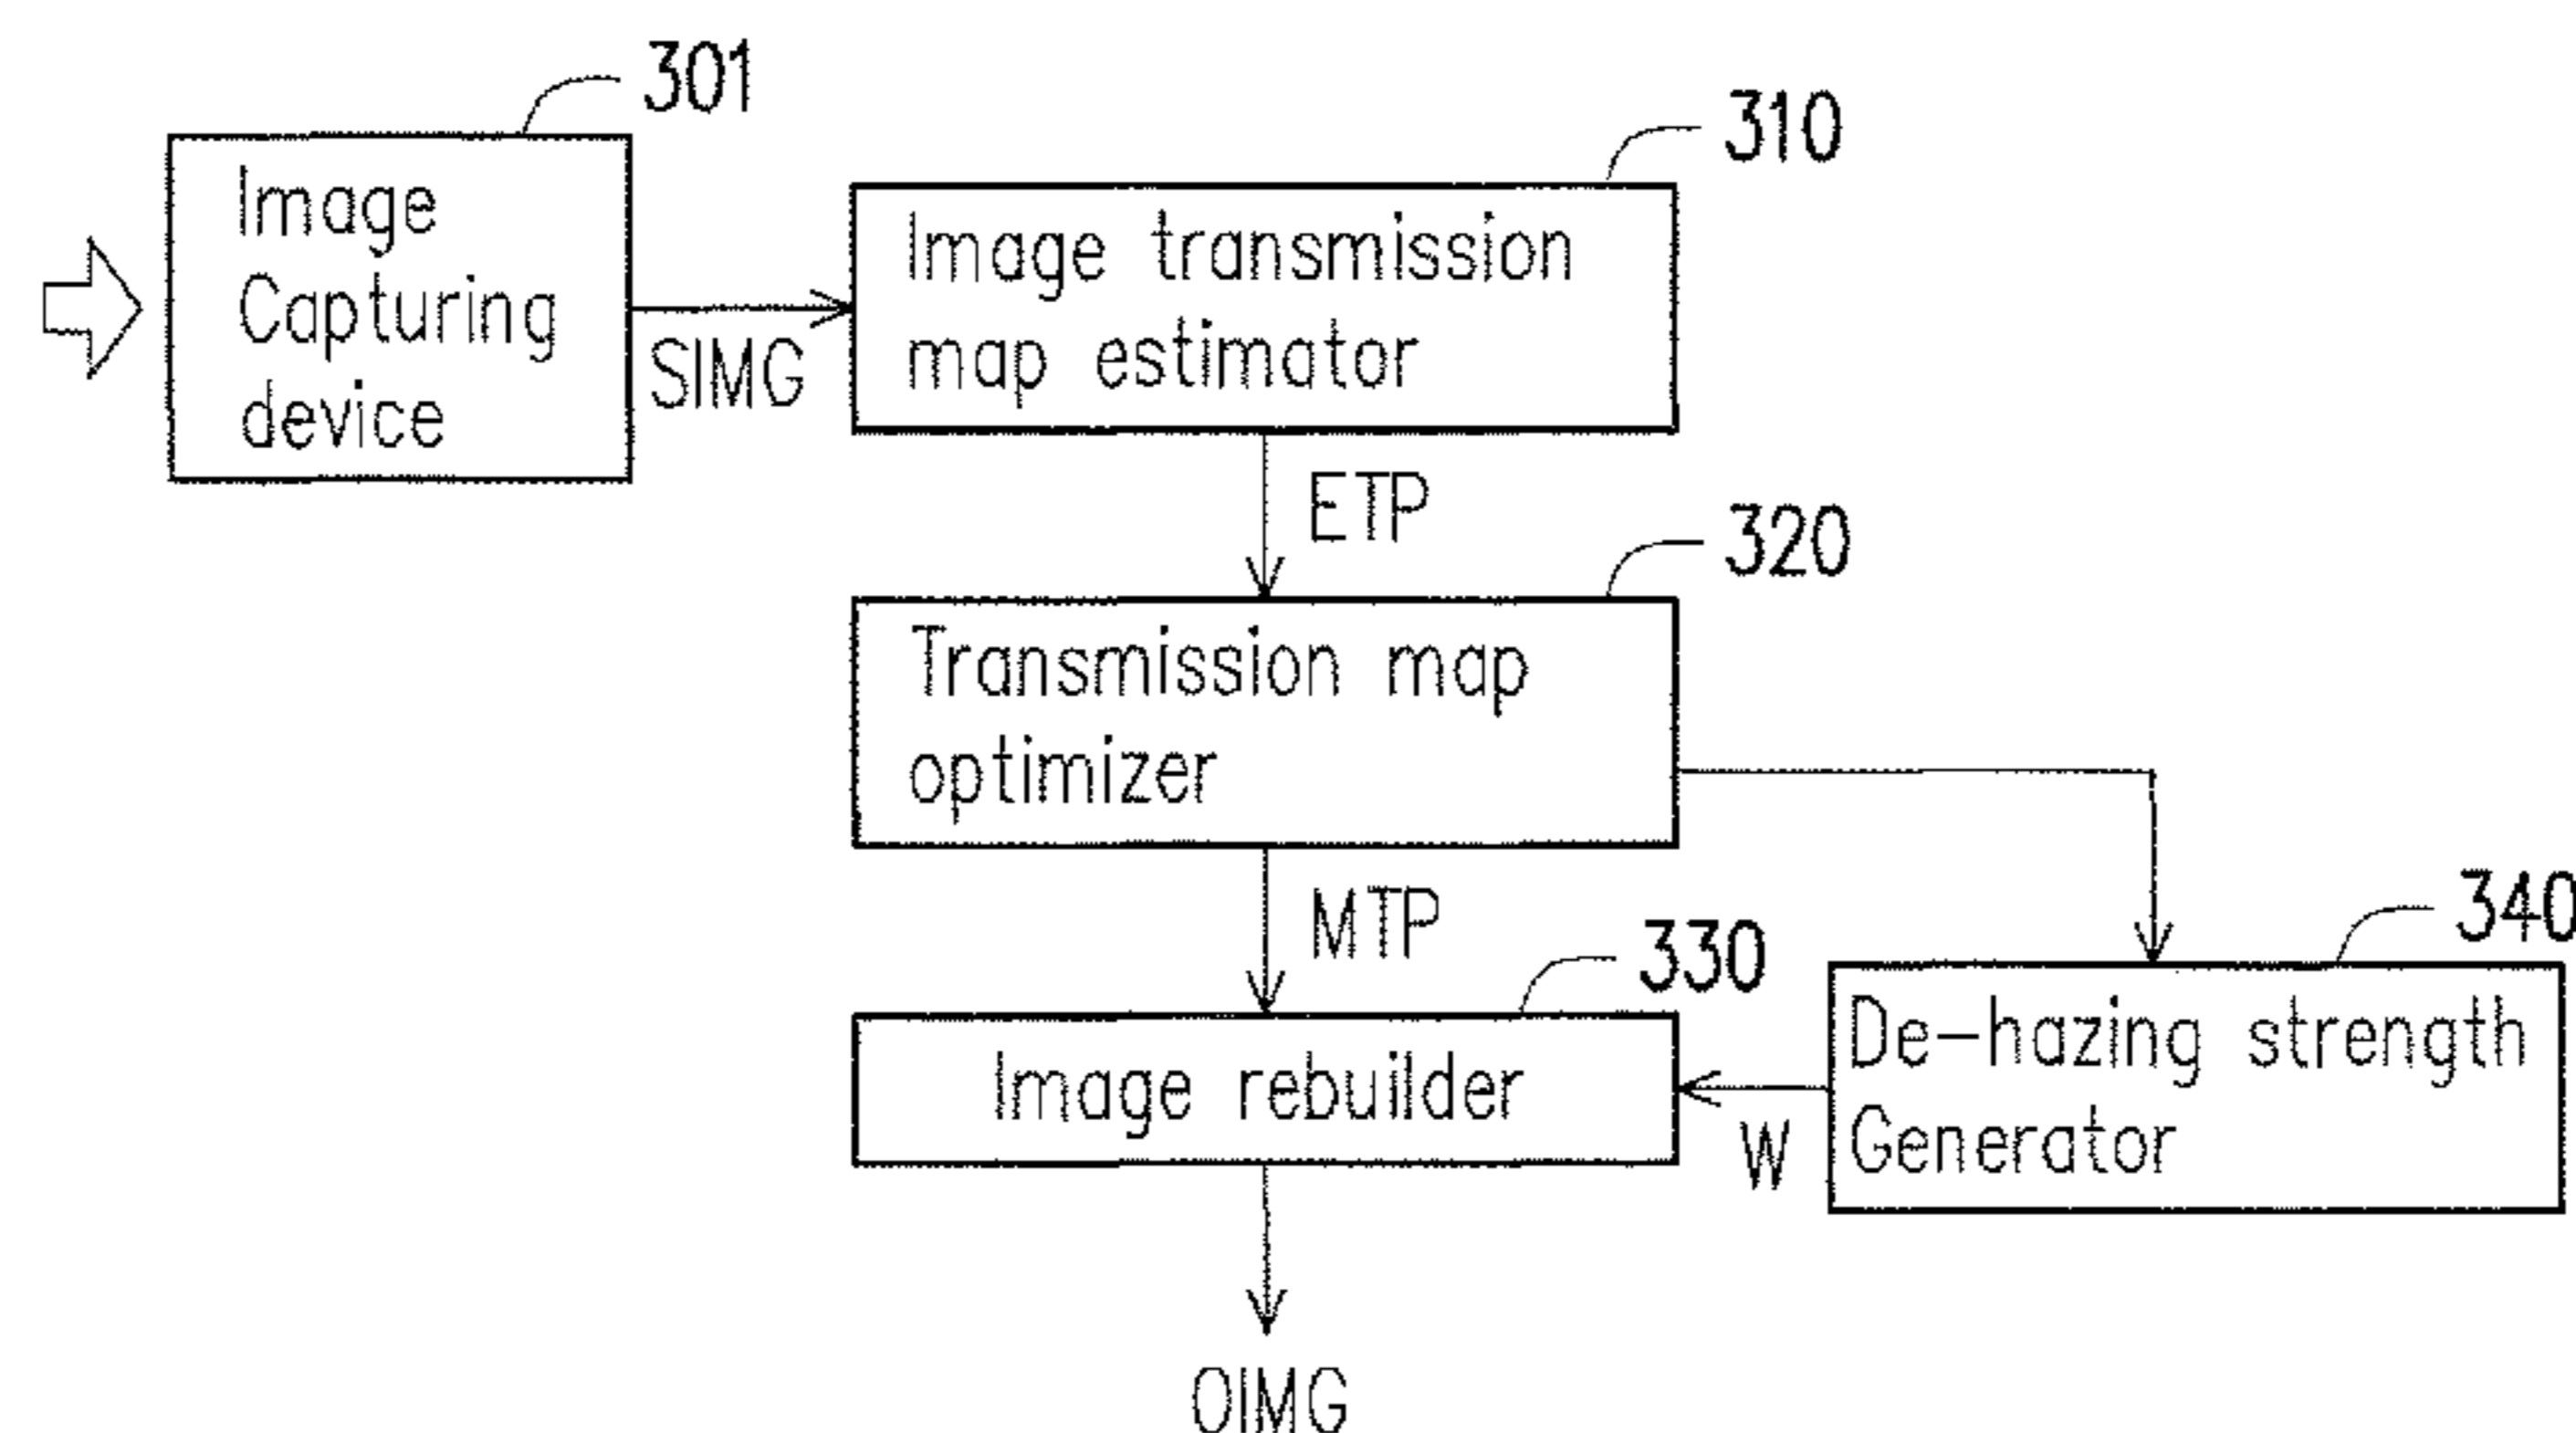 301
Image
Capturing
device
SIMG
310
Image transmission
map estimator
ETP
320
Transmission map
optimizer
MTP
330
Image rebuilder
340
De-hazing strength
Generator
W
OIMG